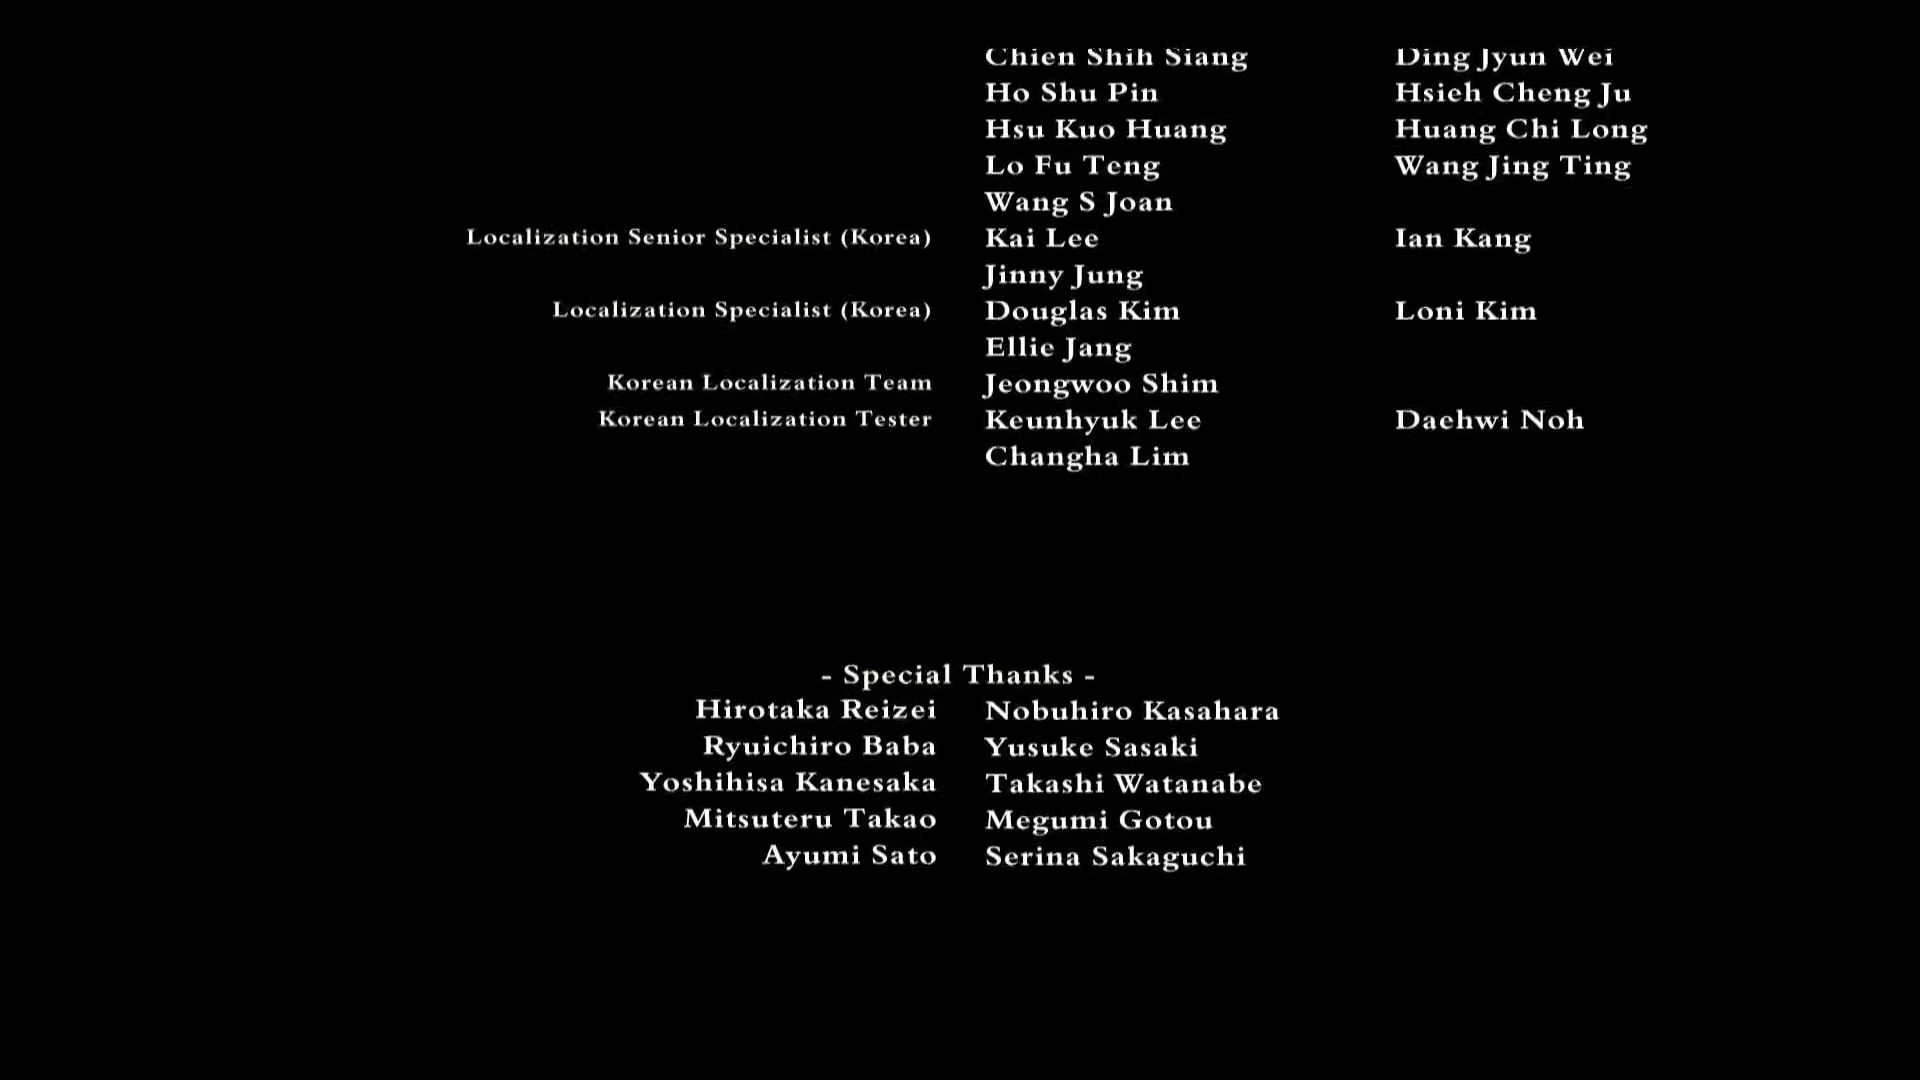 Chien Shih Siang Ding Jyun Wei
Ho Shu Pin Hsieh Cheng Ju
Hsu Kuo Huang Huang Chi Long
Lo Fu Teng Wang Jing Ting
Wang S Joan
Localization Senior Specialist (Korea) Kai Lee Ian Kang
Jinny Jung
Localization Specialist (Korea) Douglas Kim Loni Kim
Ellie Jang
Korean Localization Team Jeongwoo Shim
Korean Localization Tester Keunhyuk Lee Daehwi Noh
Changha Lim
- Special Thanks -
Hirotaka Reizei Nobuhiro Kasahara
Ryuichiro Baba Yusuke Sasaki
Yoshihisa Kanesaka Takashi Watanabe
Mitsuteru Takao Megumi Gotou
Ayumi Sato Serina Sakaguchi